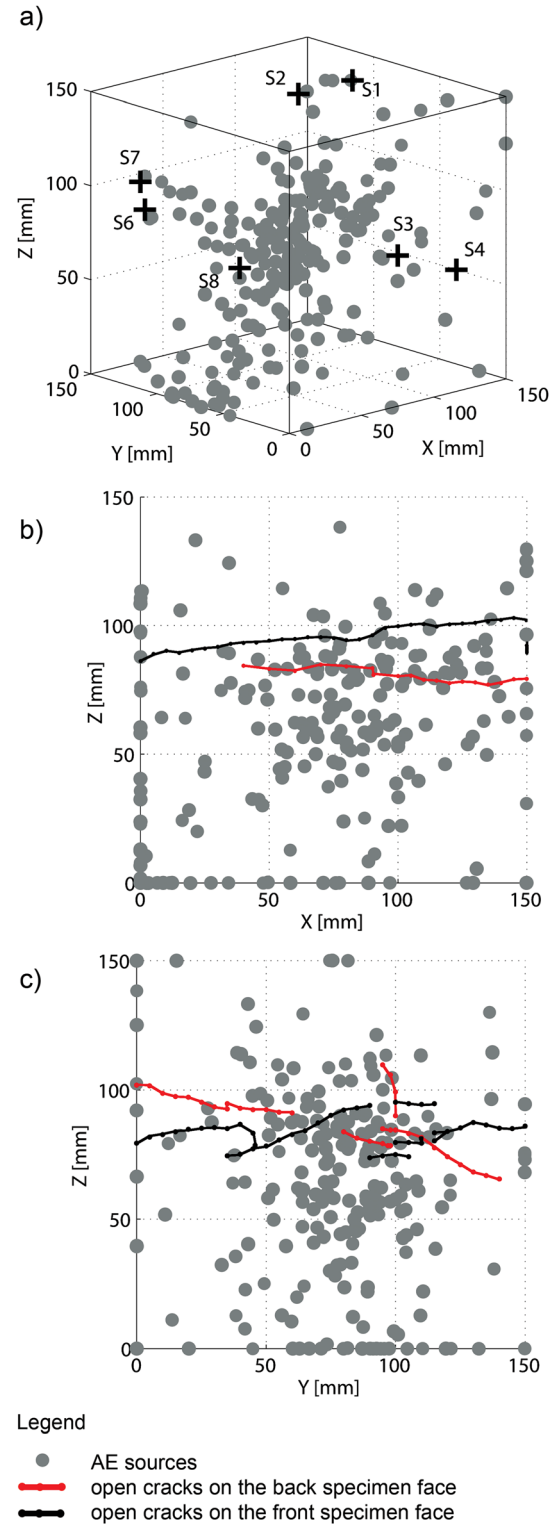 a)
150
100
50
0
Z [mm]
S2
S1
S7
S6
S3
S4
S8
150
100
50
0
Y [mm]
0
50
100
150
X [mm]
b)
150
100
50
0
Z [mm]
0
50
100
150
X [mm]
c)
150
100
50
0
Z [mm]
0
50
100
150
Y [mm]
Legend
AE sources
open cracks on the back specimen face
open cracks on the front specimen face